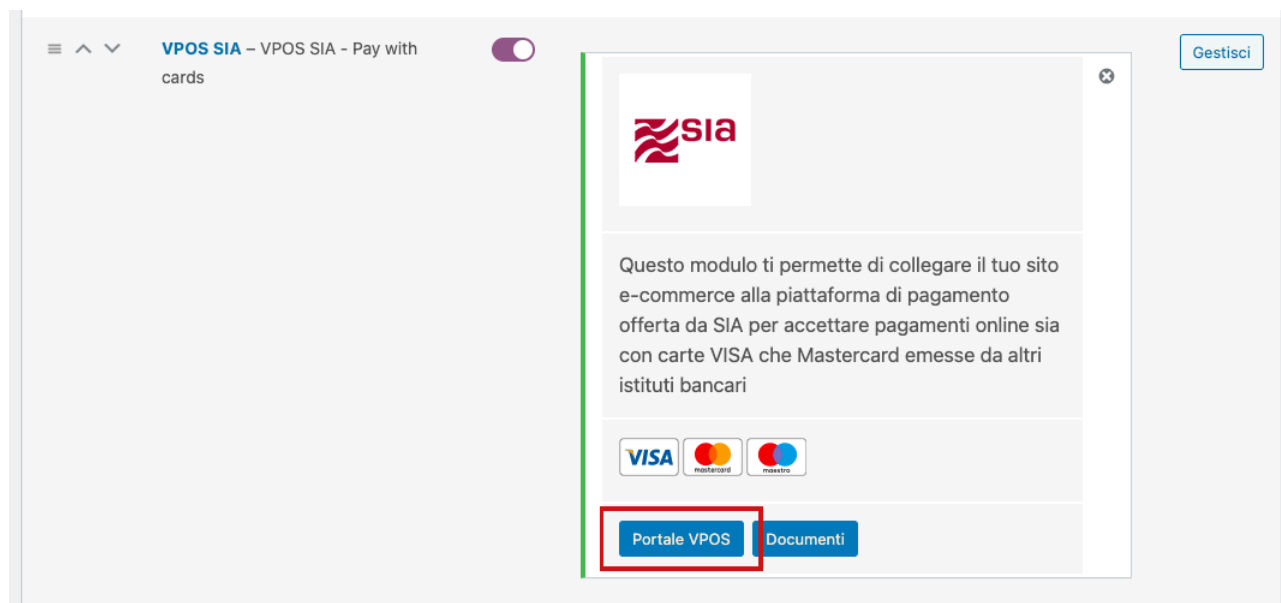 VPOS SIA – VPOS SIA - Pay with
cards
Gestisci
sia
Questo modulo ti permette di collegare il tuo sito
e-commerce alla piattaforma di pagamento
offerta da SIA per accettare pagamenti online sia
con carte VISA che Mastercard emesse da altri
istituti bancari
VISA mastercard maestro
Portale VPOS Documenti